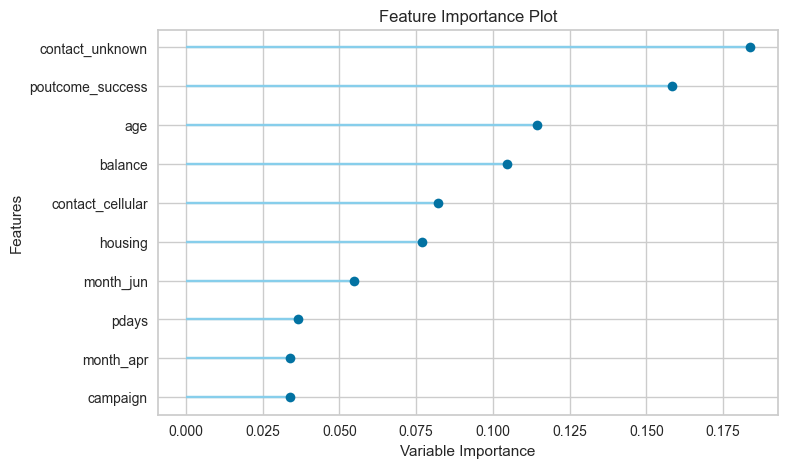 Feature Importance Plot
contact_unknown
poutcome_success
age
balance
contact_cellular
housing
month_jun
pdays
month_apr
campaign
Features
0.000 0.025 0.050 0.075 0.100 0.125 0.150 0.175
Variable Importance